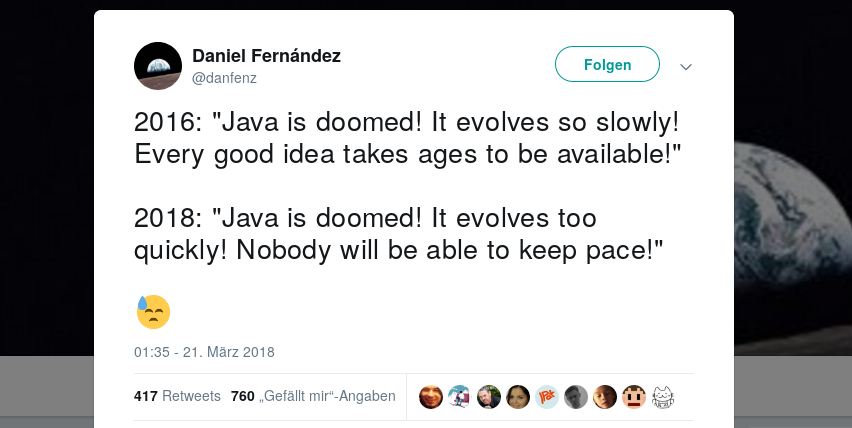 Daniel Fernández
@danfenz
Folgen
2016: "Java is doomed! It evolves so slowly!
Every good idea takes ages to be available!"
2018: "Java is doomed! It evolves too
quickly! Nobody will be able to keep pace!"
01:35 - 21. März 2018
417 Retweets 760 „Gefällt mir“-Angaben